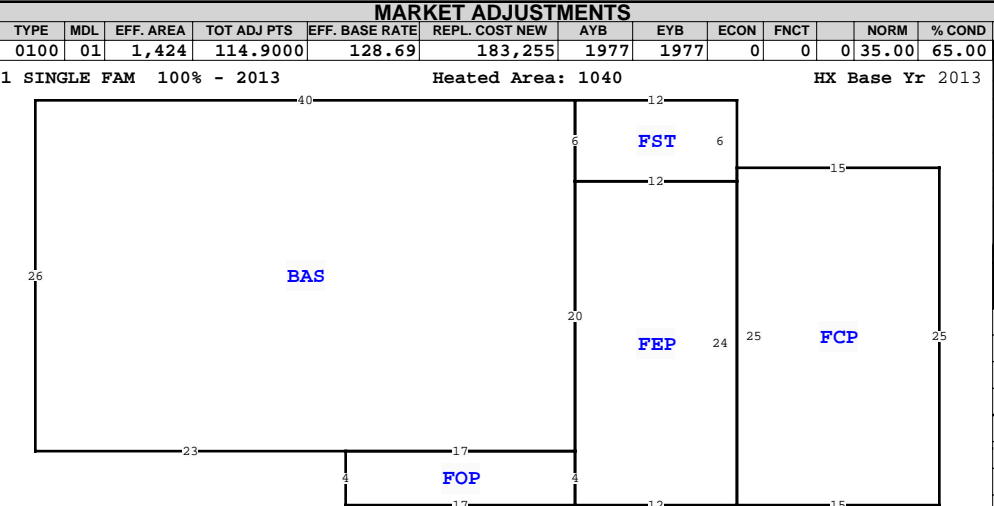 MARKET ADJUSTMENTS
TYPE MDL EFF. AREA TOT ADJ PTS EFF. BASE RATE REPL. COST NEW AYB EYB ECON FNCT NORM % COND
0100 01 1,424 114.9000 128.69 183,255 1977 1977 0 0 0 35.00 65.00
1 SINGLE FAM 100% - 2013 Heated Area: 1040 HX Base Yr 2013
40 12
6 FST 6
12 15
26 BAS
20
FEP 24 25 FCP 25
23 17
4 FOP 4
17 12 15